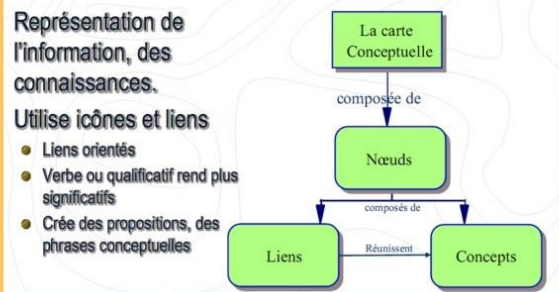 Représentation de
l'information, des
connaissances.
Utilise icônes et liens
Liens orientés
Verbe ou qualificatif rend plus
significatifs
Crée des propositions, des
phrases conceptuelles
La carte
Conceptuelle
composée de
Nœuds
composés de
Liens
Réunissent
Concepts